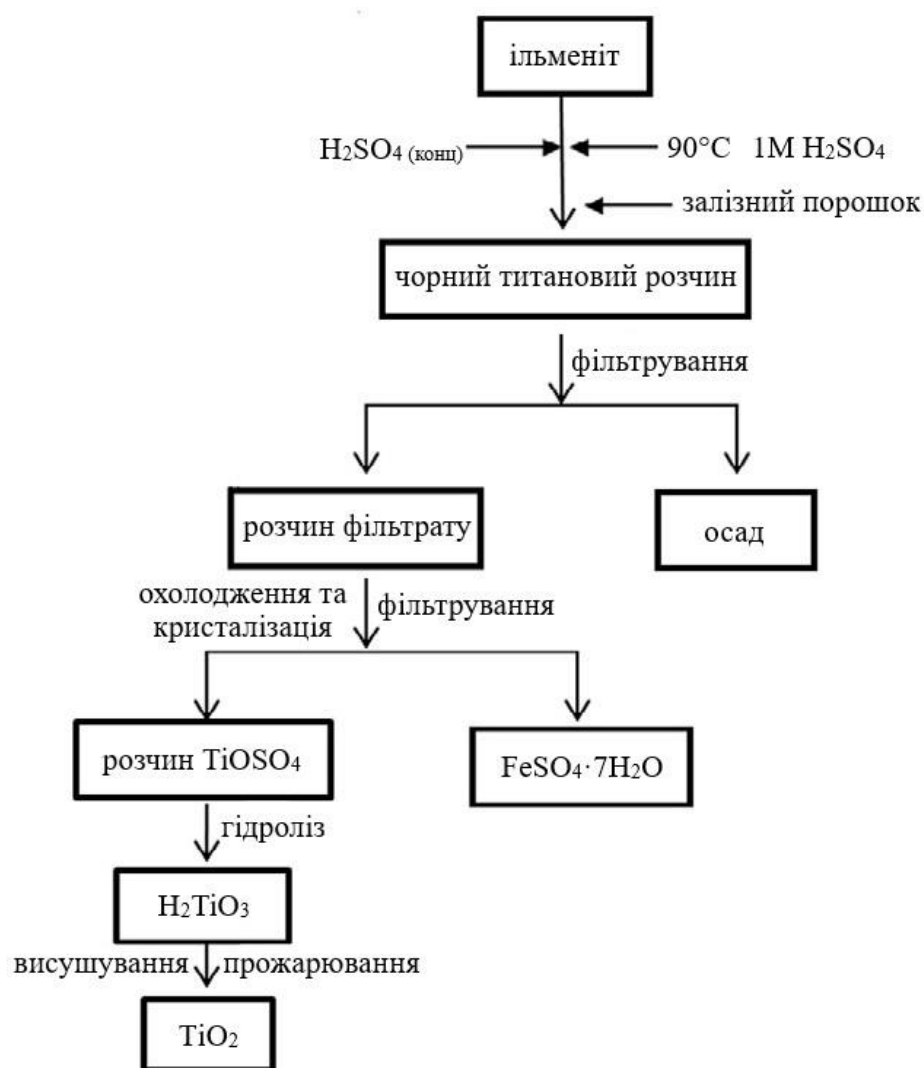 ільменіт
H₂SO₄ (конц)
90°C 1M H₂SO₄
залізний порошок
чорний титановий розчин
фільтрування
розчин фільтрату
осад
охолодження та
кристалізація
фільтрування
розчин TiOSO₄
FeSO₄·7H₂O
гідроліз
H₂TiO₃
висушування
прожарювання
TiO₂